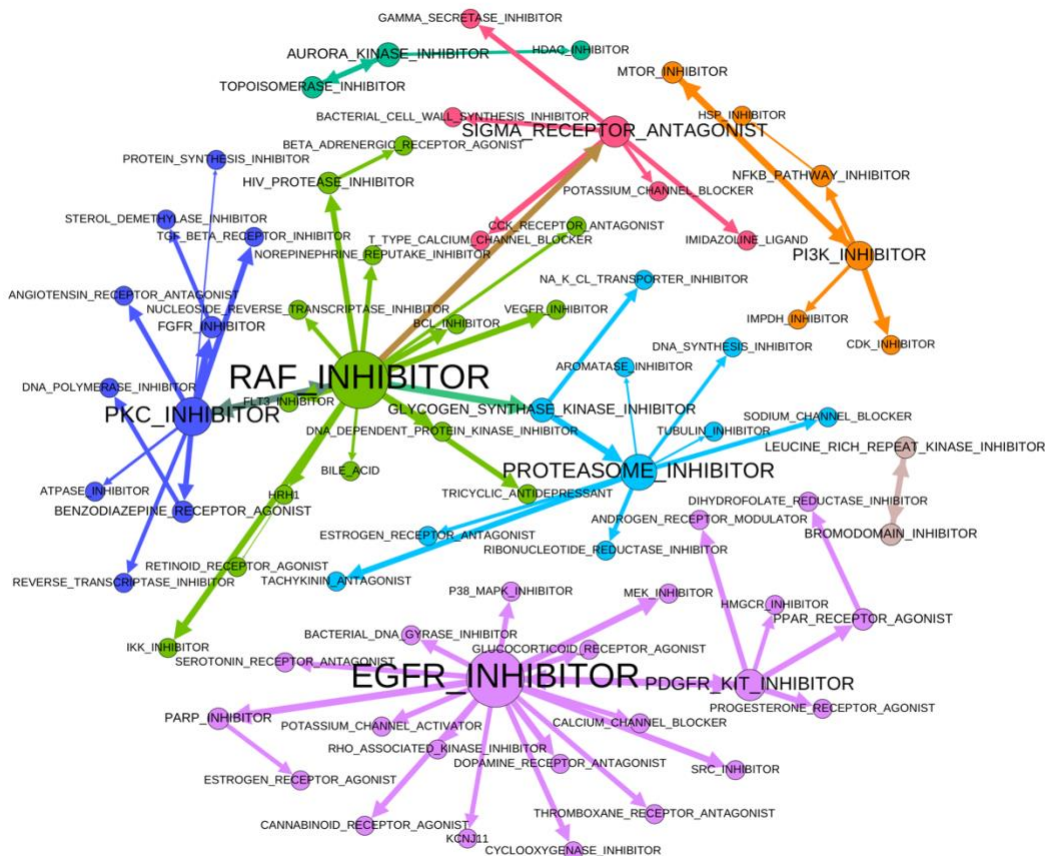 GAMMA_SECRETASE_INHIBITOR
AURORA_KINASE_INHIBITOR
HDAC_INHIBITOR
MTOR_INHIBITOR
TOPOISOMERASE_INHIBITOR
BACTERIAL_CELL_WALL_SYNTHESIS_INHIBITOR
HSP_INHIBITOR
SIGMA_RECEPTOR_ANTAGONIST
BETA_ADRENERGIC_RECEPTOR_AGONIST
PROTEIN_SYNTHESIS_INHIBITOR
HIV_PROTEASE_INHIBITOR
NFKB_PATHWAY_INHIBITOR
POTASSIUM_CHANNEL_BLOCKER
STEROL_DEMETHYLASE_INHIBITOR
CCK_RECEPTOR_ANTAGONIST
TGF_BETA_RECEPTOR_INHIBITOR
T_TYPE_CALCIUM_CHANNEL_BLOCKER
IMIDAZOLINE_LIGAND
NOREPINEPHRINE_REPUTAKE_INHIBITOR
PI3K_INHIBITOR
NA_K_CL_TRANSPORTER_INHIBITOR
ANGIOTENSIN_RECEPTOR_ANTAGONIST
NUCLEOSIDE_REVERSE_TRANSCRIPTASE_INHIBITOR
VEGFR_INHIBITOR
IMPDH_INHIBITOR
FGFR_INHIBITOR
BCL_INHIBITOR
CDK_INHIBITOR
DNA_SYNTHESIS_INHIBITOR
AROMATASE_INHIBITOR
RAF_INHIBITOR
DNA_POLYMERASE_INHIBITOR
FLT3_INHIBITOR
GLYCOGEN_SYNTHASE_KINASE_INHIBITOR
PKC_INHIBITOR
SODIUM_CHANNEL_BLOCKER
DNA_DEPENDENT_PROTEIN_KINASE_INHIBITOR
TUBULIN_INHIBITOR
LEUCINE_RICH_REPEAT_KINASE_INHIBITOR
BILE_ACID
PROTEASOME_INHIBITOR
ATPASE_INHIBITOR
HRH1
TRICYCLIC_ANTIDEPRESSANT
DIHYDROFOLATE_REDUCTASE_INHIBITOR
BENZODIAZEPINE_RECEPTOR_AGONIST
ANDROGEN_RECEPTOR_MODULATOR
ESTROGEN_RECEPTOR_ANTAGONIST
BROMODOMAIN_INHIBITOR
RIBONUCLEOTIDE_REDUCTASE_INHIBITOR
RETINOID_RECEPTOR_AGONIST
REVERSE_TRANSCRIPTASE_INHIBITOR
TACHYKININ_ANTAGONIST
P38_MAPK_INHIBITOR
MEK_INHIBITOR
HMGCR_INHIBITOR
PPAR_RECEPTOR_AGONIST
BACTERIAL_DNA_GYRASE_INHIBITOR
IKK_INHIBITOR
GLUCOCORTICOID_RECEPTOR_AGONIST
SEROTONIN_RECEPTOR_ANTAGONIST
EGFR_INHIBITOR
PDGFR_KIT_INHIBITOR
PROGESTERONE_RECEPTOR_AGONIST
PARP_INHIBITOR
POTASSIUM_CHANNEL_ACTIVATOR
CALCIUM_CHANNEL_BLOCKER
RHO_ASSOCIATED_KINASE_INHIBITOR
DOPAMINE_RECEPTOR_ANTAGONIST
SRC_INHIBITOR
ESTROGEN_RECEPTOR_AGONIST
THROMBOXANE_RECEPTOR_ANTAGONIST
CANNABINOID_RECEPTOR_AGONIST
KCNJ11
CYCLOOXYGENASE_INHIBITOR